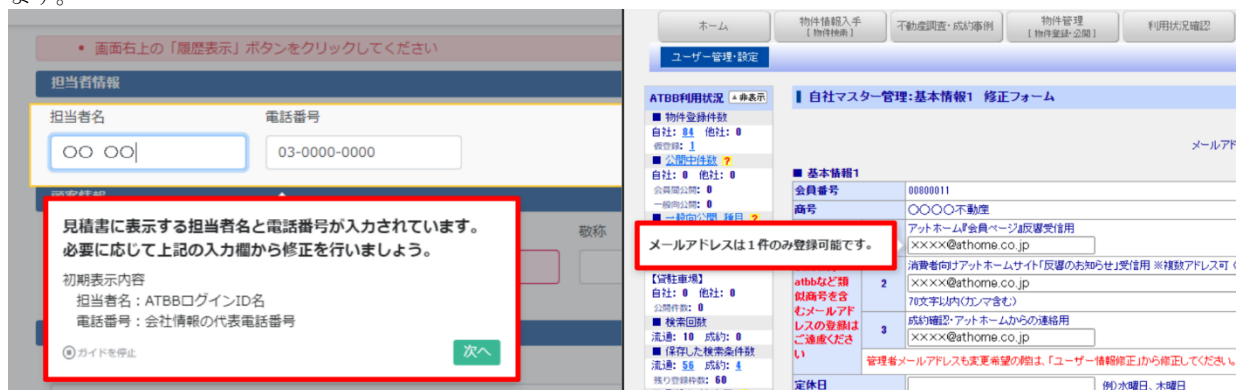 ます。
• 画面右上の「履歴表示」ボタンをクリックしてください
担当者情報
担当者名
電話番号
○○ ○○
03-0000-0000
敬称
見積書に表示する担当者名と電話番号が入力されています。
必要に応じて上記の入力欄から修正を行いましょう。
初期表示内容
担当者名：ATBBログインID名
電話番号：会社情報の代表電話番号
ガイドを停止
次へ
ホーム
物件情報入手
[物件検索]
不動産調査・成約事例
物件管理
[物件登録・公開]
利用状況確認
ユーザー管理・設定
ATBB利用状況
▲非表示
■ 物件登録件数
自社: 84 他社: 0
仮登録: 1
■ 公開中件数 ?
自社: 0 他社: 0
会員間公開: 0
一般向公開: 0
■ 一般向公開 種目 ?
【貸駐車場】
自社: 0 他社: 0
公開件数: 0
■ 検索回数
流通: 10 成約: 0
■ 保存した検索条件数
流通: 56 成約: 4
残り登録件数: 60
自社マスター管理:基本情報1 修正フォーム
メールアド
■ 基本情報1
会員番号
00800011
商号
○○○○不動産
アットホーム『会員ページ』反響受信用
××××@athome.co.jp
メールアドレスは１件のみ登録可能です。
消費者向けアットホームサイト「反響のお知らせ」受信用 ※複数アドレス可
2
××××@athome.co.jp
70文字以内(カンマ含む)
成約確認・アットホームからの連絡用
3
××××@athome.co.jp
atbbなど類
似商号を含
むメールアド
レスの登録は
ご遠慮くださ
い
管理者メールアドレスも変更希望の際は、「ユーザー情報修正」から修正してください。
定休日
例)水曜日、木曜日